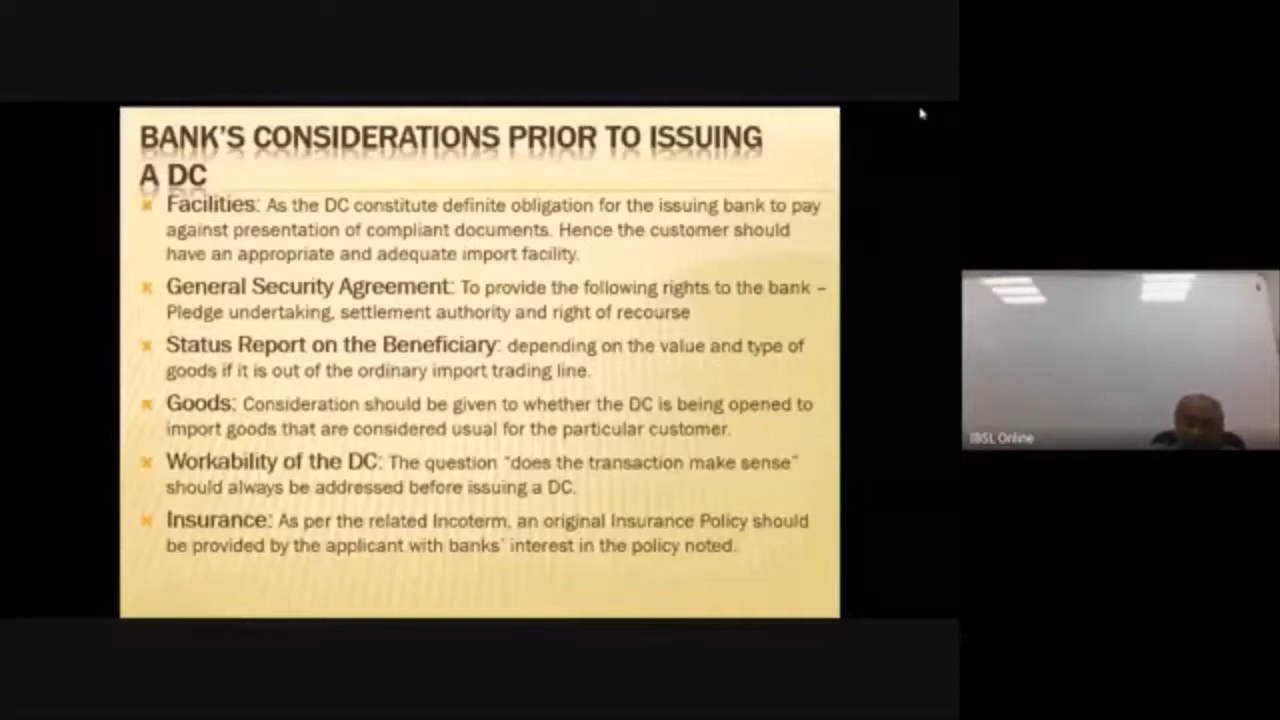 BANK'S CONSIDERATIONS PRIOR TO ISSUING
A DC
Facilities: As the DC constitute definite obligation for the issuing bank to pay
against presentation of compliant documents. Hence the customer should
have an appropriate and adequate import facility.
General Security Agreement: To provide the following rights to the bank –
Pledge undertaking, settlement authority and right of recourse
Status Report on the Beneficiary: depending on the value and type of
goods if it is out of the ordinary import trading line.
Goods: Consideration should be given to whether the DC is being opened to
import goods that are considered usual for the particular customer.
Workability of the DC: The question "does the transaction make sense"
should always be addressed before issuing a DC.
Insurance: As per the related Incoterm, an original Insurance Policy should
be provided by the applicant with banks' interest in the policy noted.
IBSL Online